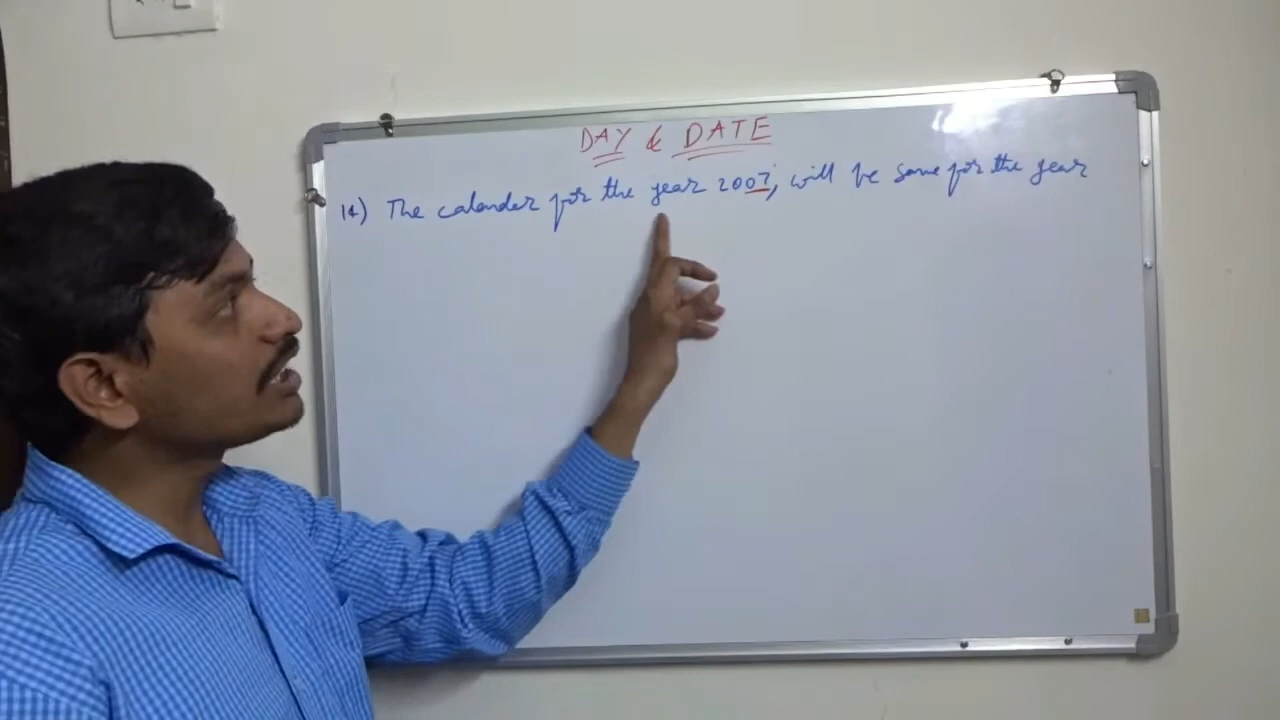 DAY & DATE
14) The calender for the year 2007, will be same for the year